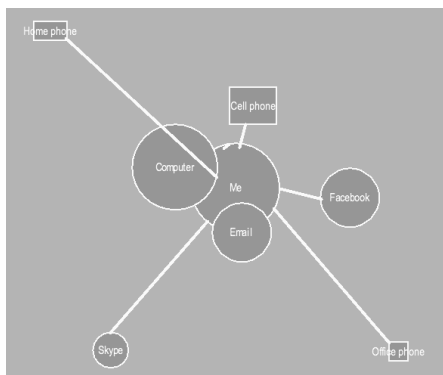 Home phone
Cell phone
Computer
Me
Facebook
Email
Skype
Office phone